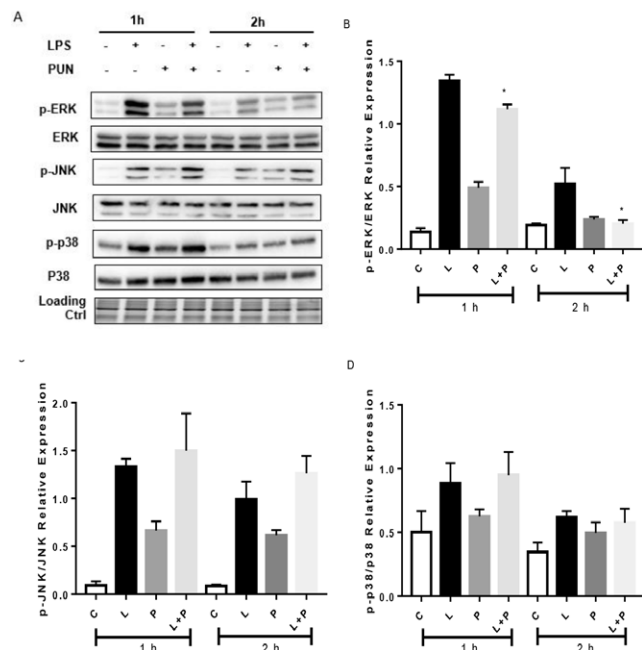 A
1h 2h
LPS - + - + - + - +
PUN - - + + - - + +
p-ERK
ERK
p-JNK
JNK
p-p38
P38
Loading
Ctrl
B
p-ERK/ERK Relative Expression
1.5
1.0
0.5
0.0
* *
C L P L+P C L P L+P
1 h 2 h
p-JNK/JNK Relative Expression
2.0
1.5
1.0
0.5
0.0
C L P L+P C L P L+P
1 h 2 h
D
p-p38/p38 Relative Expression
1.5
1.0
0.5
0.0
C L P L+P C L P L+P
1 h 2 h